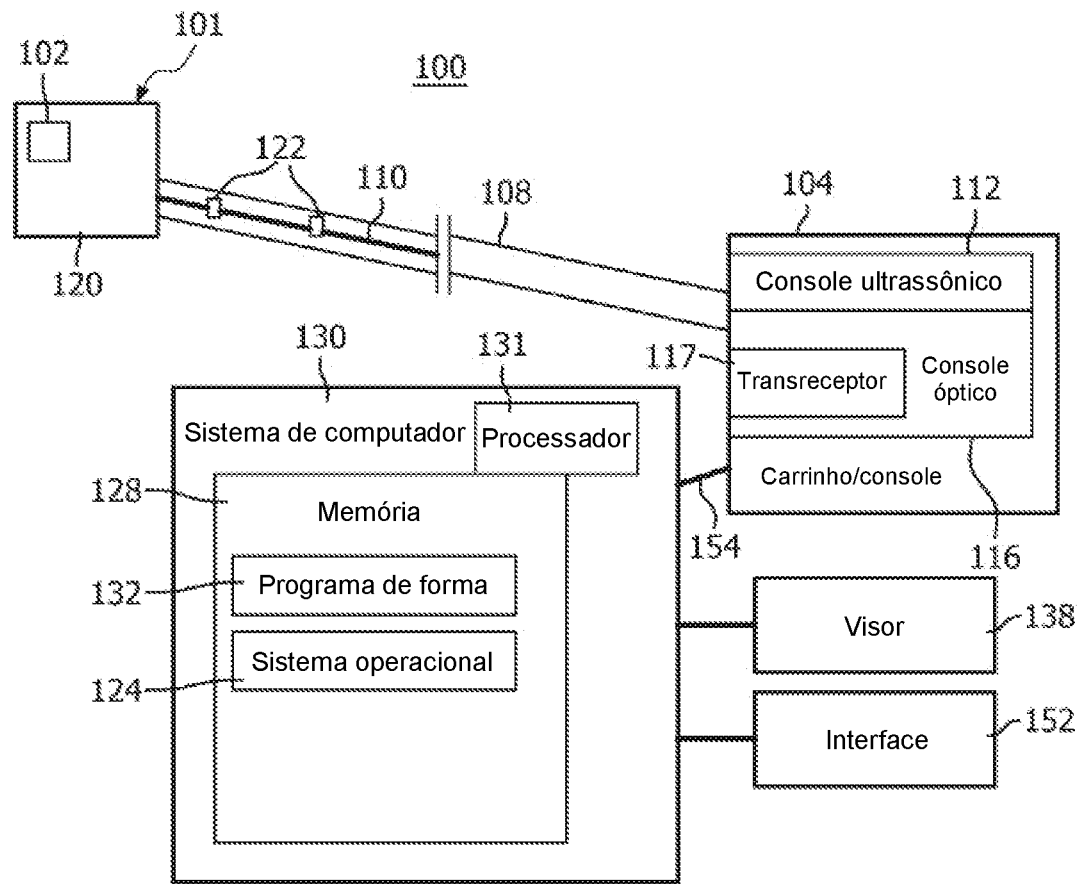 101
102
100
122
110
108
104
112
120
Console ultrassônico
130
131
117
Transreceptor
Console
óptico
Sistema de computador
Processador
128
Memória
Carrinho/console
154
116
132
Programa de forma
Visor
138
124
Sistema operacional
152
Interface